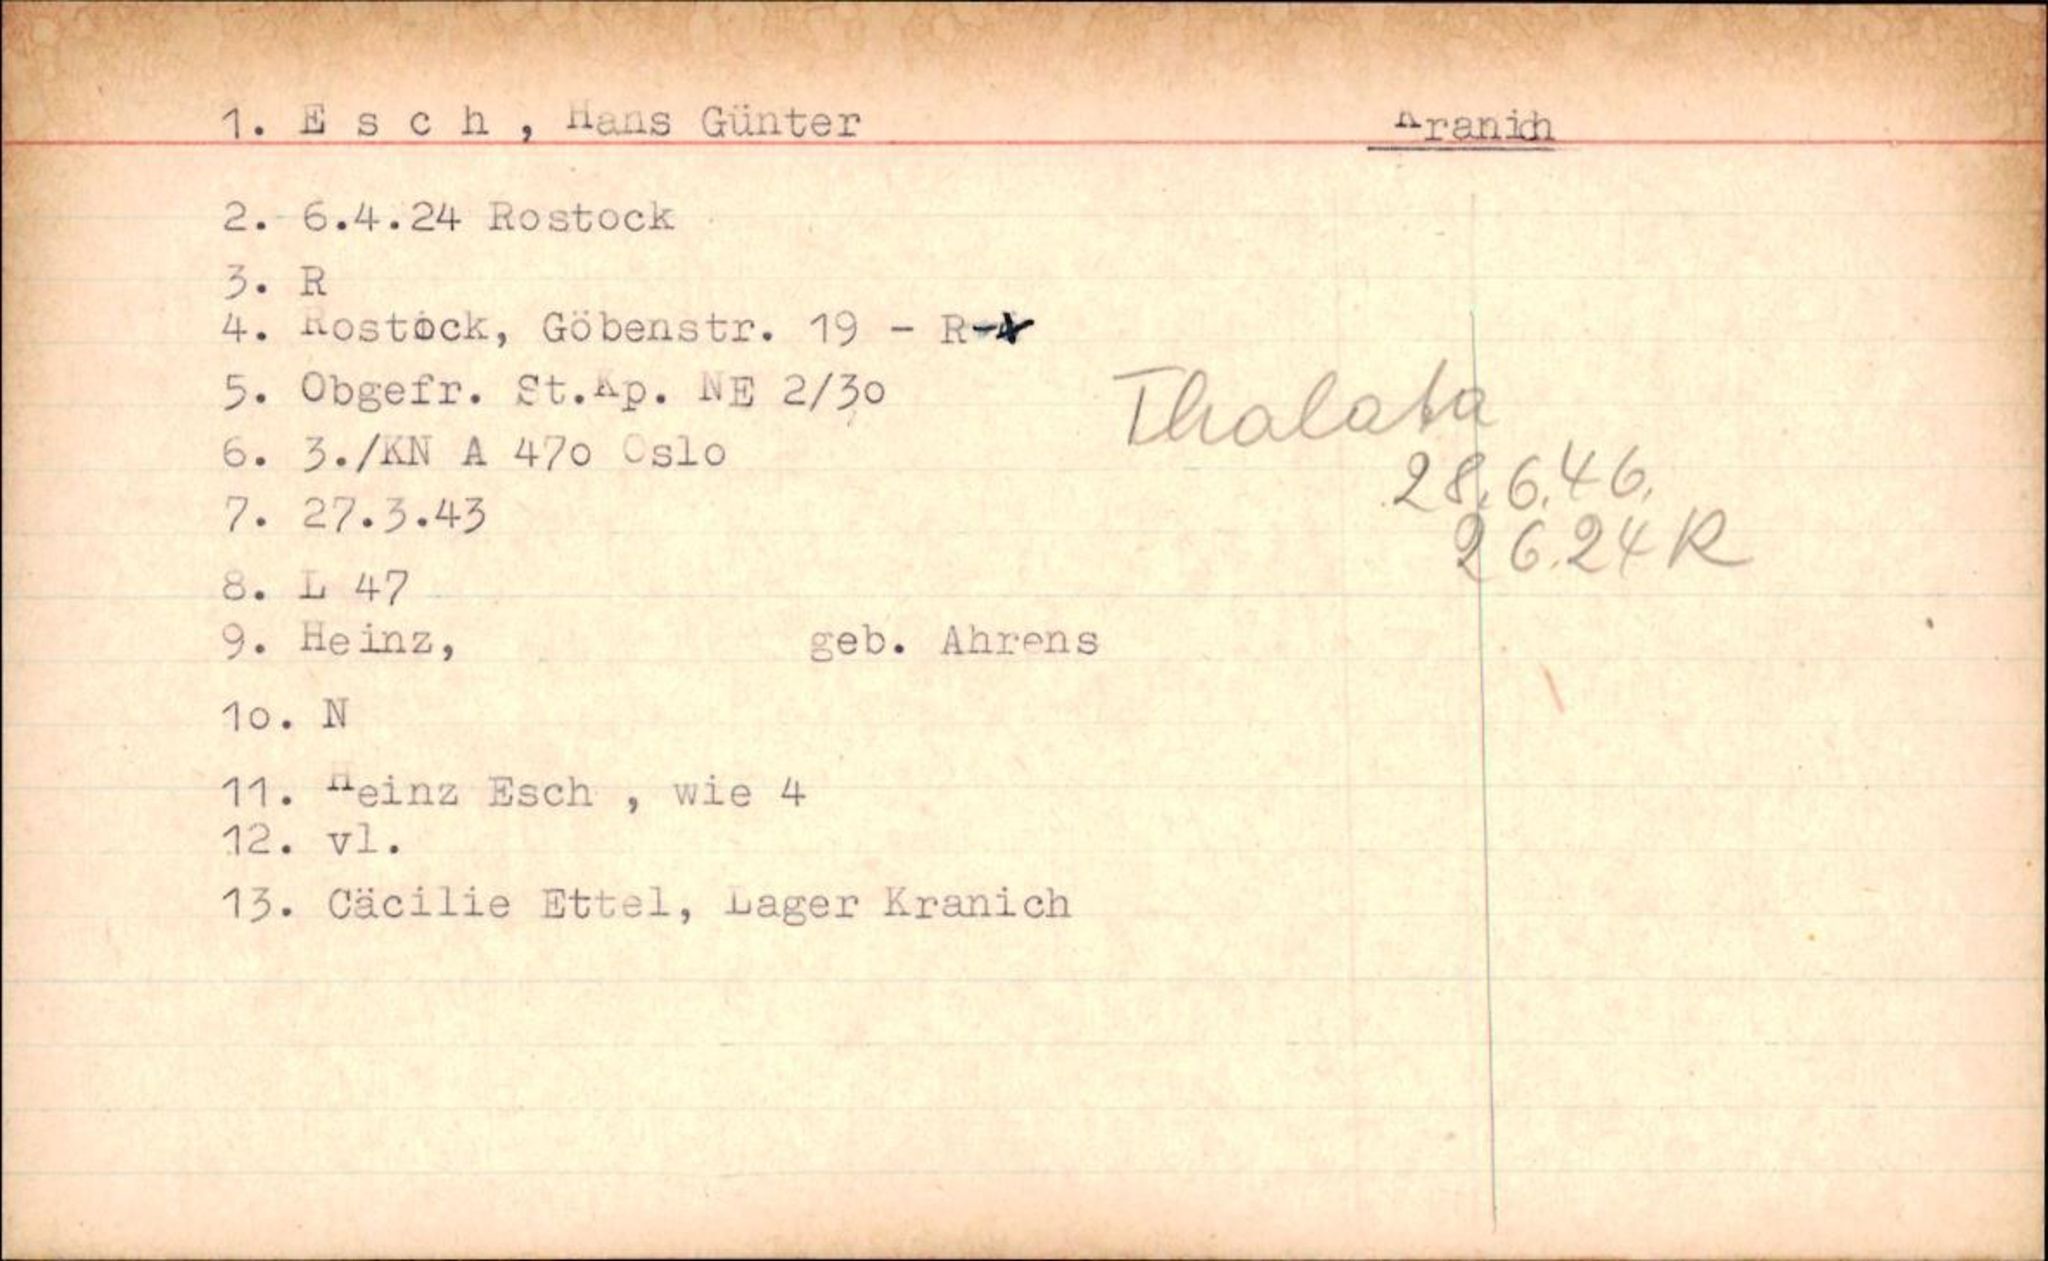 1. E s c h , Hans Günter Kranich
2. 6.4.24 Rostock
3. R
4. Rostock, Göbenstr. 19 - R
5. Obgefr. St.Kp. NE 2/30
Thalata
6. 3./KN A 470 Oslo
28.6.46.
7. 27.3.43
26.24 R
8. L 47
9. Heinz, geb. Ahrens
10. N
11. Heinz Esch , wie 4
12. vl.
13. Cäcilie Ettel, Lager Kranich